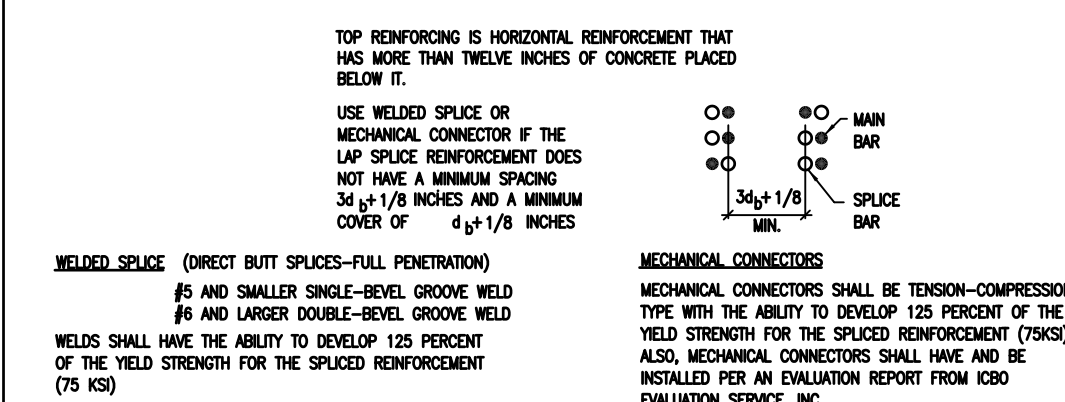 TOP REINFORCING IS HORIZONTAL REINFORCEMENT THAT
HAS MORE THAN TWELVE INCHES OF CONCRETE PLACED
BELOW IT.
USE WELDED SPLICE OR
MECHANICAL CONNECTOR IF THE
LAP SPLICE REINFORCEMENT DOES
NOT HAVE A MINIMUM SPACING
3d b+1/8 INCHES AND A MINIMUM
COVER OF d b+1/8 INCHES
MAIN
BAR
3db+1/8
MIN.
SPLICE
BAR
WELDED SPLICE (DIRECT BUTT SPLICES-FULL PENETRATION)
#5 AND SMALLER SINGLE-BEVEL GROOVE WELD
#6 AND LARGER DOUBLE-BEVEL GROOVE WELD
WELDS SHALL HAVE THE ABILITY TO DEVELOP 125 PERCENT
OF THE YIELD STRENGTH FOR THE SPLICED REINFORCEMENT
(75 KSI)
MECHANICAL CONNECTORS
MECHANICAL CONNECTORS SHALL BE TENSION-COMPRESSION
TYPE WITH THE ABILITY TO DEVELOP 125 PERCENT OF THE
YIELD STRENGTH FOR THE SPLICED REINFORCEMENT (75KSI)
ALSO, MECHANICAL CONNECTORS SHALL HAVE AND BE
INSTALLED PER AN EVALUATION REPORT FROM ICBO
EVALUATION SERVICE, INC.